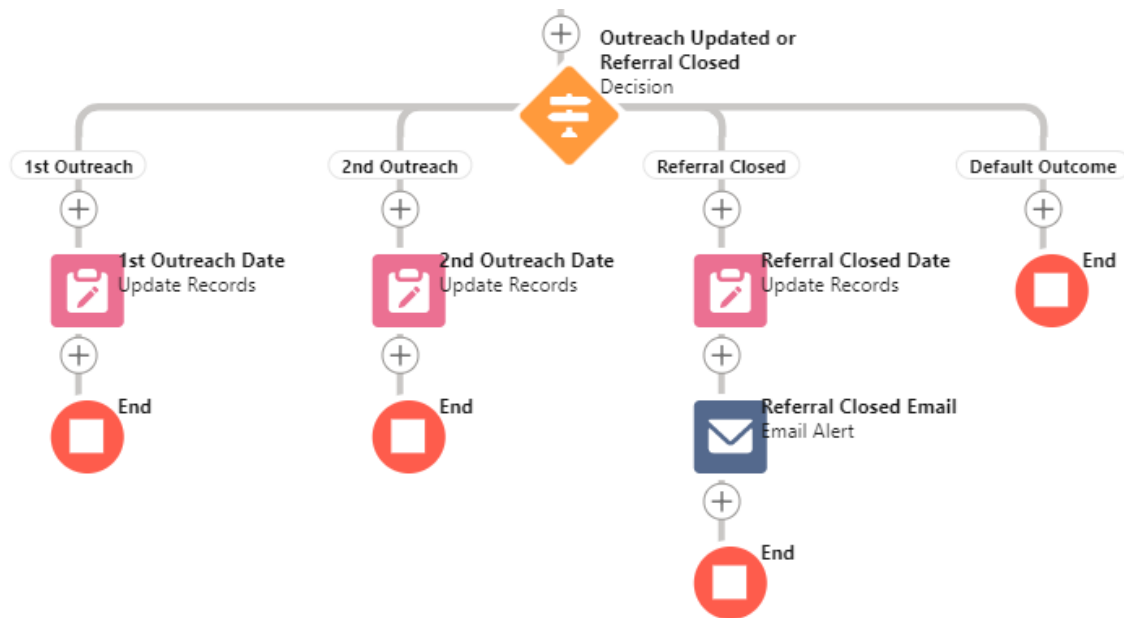 Outreach Updated or
Referral Closed
Decision
1st Outreach
2nd Outreach
Referral Closed
Default Outcome
1st Outreach Date
Update Records
2nd Outreach Date
Update Records
Referral Closed Date
Update Records
End
End
End
Referral Closed Email
Email Alert
End